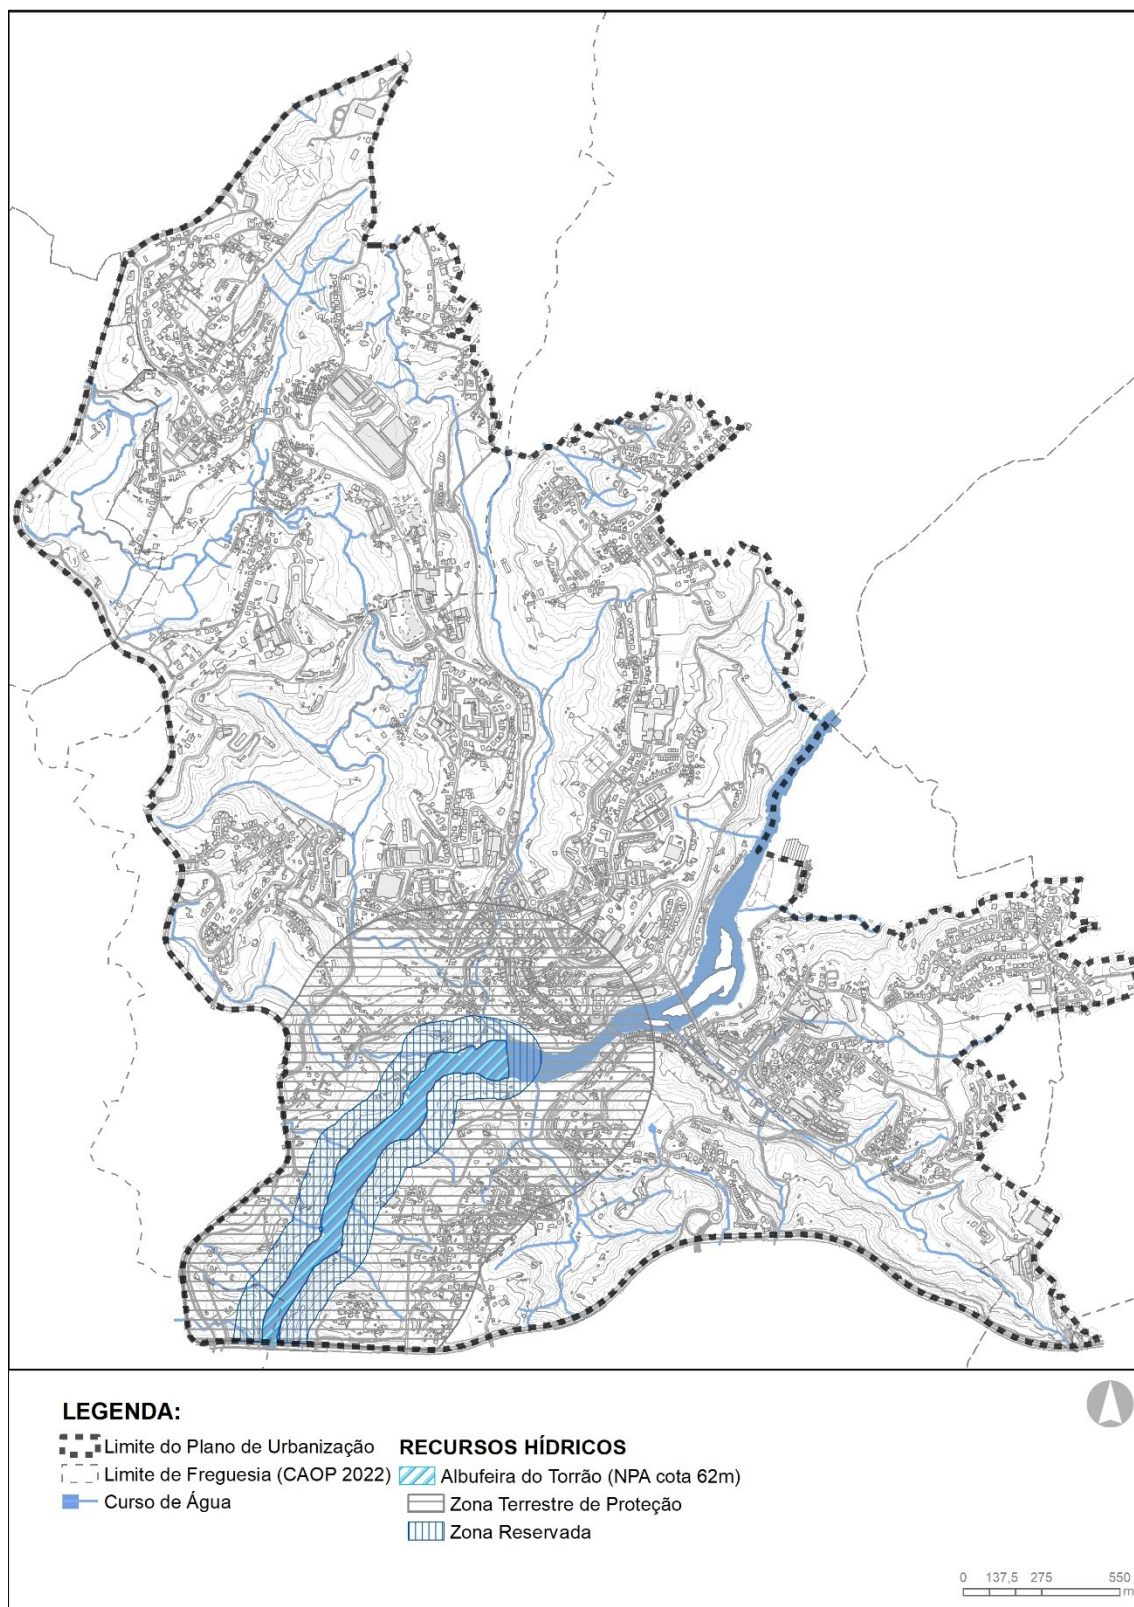 LEGENDA:
Limite do Plano de Urbanização
Limite de Freguesia (CAOP 2022)
Curso de Água
RECURSOS HÍDRICOS
Albufeira do Torrão (NPA cota 62m)
Zona Terrestre de Proteção
Zona Reservada
0 137,5 275 550
m